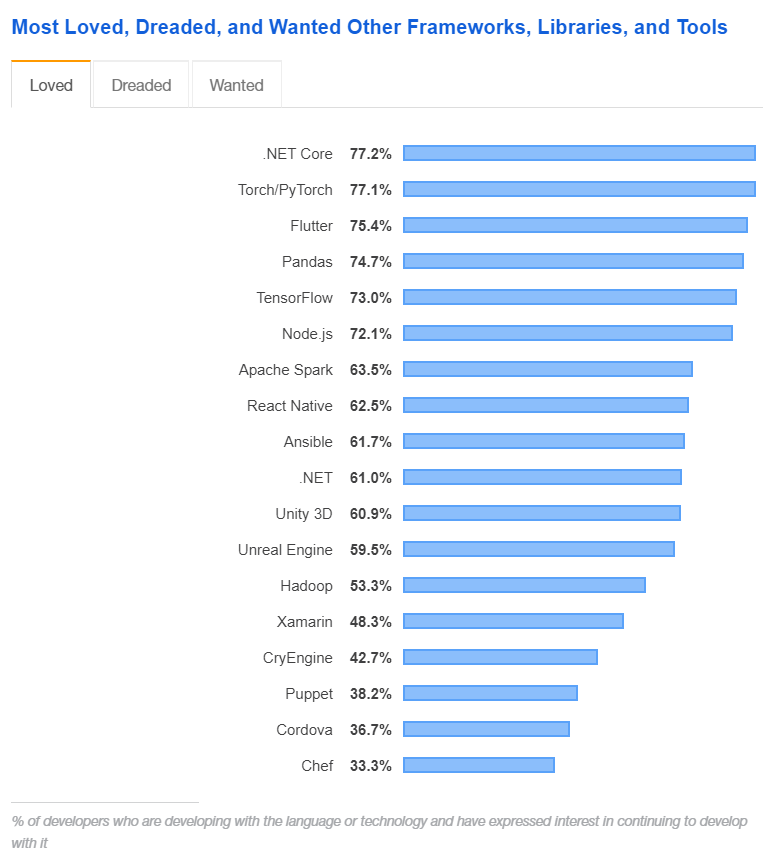 Most Loved, Dreaded, and Wanted Other Frameworks, Libraries, and Tools
Loved Dreaded Wanted
.NET Core 77.2%
Torch/PyTorch 77.1%
Flutter 75.4%
Pandas 74.7%
TensorFlow 73.0%
Node.js 72.1%
Apache Spark 63.5%
React Native 62.5%
Ansible 61.7%
.NET 61.0%
Unity 3D 60.9%
Unreal Engine 59.5%
Hadoop 53.3%
Xamarin 48.3%
CryEngine 42.7%
Puppet 38.2%
Cordova 36.7%
Chef 33.3%
% of developers who are developing with the language or technology and have expressed interest in continuing to develop
with it